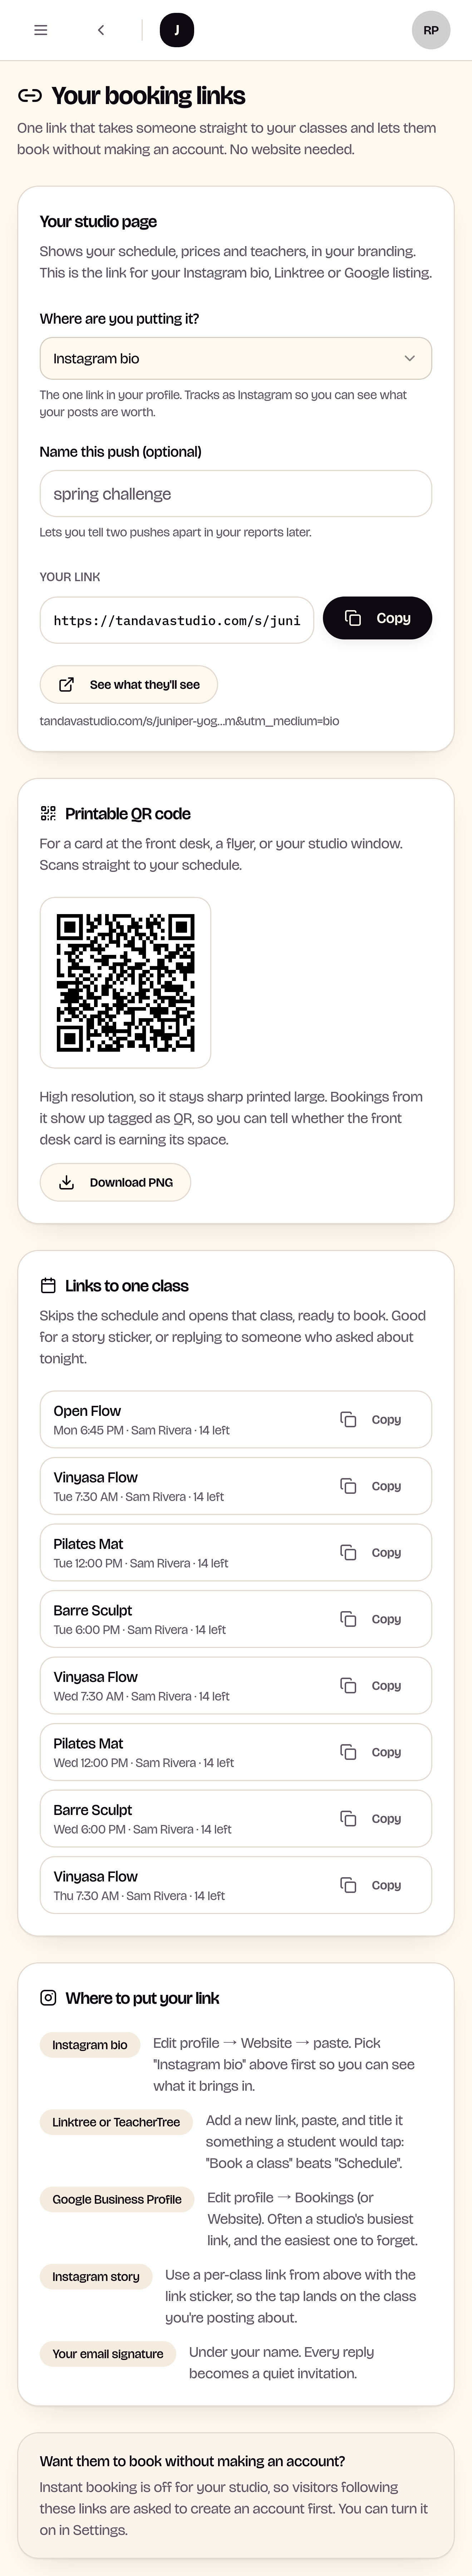 J
RP
Your booking links
One link that takes someone straight to your classes and lets them
book without making an account. No website needed.
Your studio page
Shows your schedule, prices and teachers, in your branding.
This is the link for your Instagram bio, Linktree or Google listing.
Where are you putting it?
Instagram bio
The one link in your profile. Tracks as Instagram so you can see what
your posts are worth.
Name this push (optional)
spring challenge
Lets you tell two pushes apart in your reports later.
YOUR LINK
https://tandavastudio.com/s/juni
Copy
See what they'll see
tandavastudio.com/s/juniper-yog…m&utm_medium=bio
Printable QR code
For a card at the front desk, a flyer, or your studio window.
Scans straight to your schedule.
High resolution, so it stays sharp printed large. Bookings from
it show up tagged as QR, so you can tell whether the front
desk card is earning its space.
Download PNG
Links to one class
Skips the schedule and opens that class, ready to book. Good
for a story sticker, or replying to someone who asked about
tonight.
Open Flow
Mon 6:45 PM · Sam Rivera · 14 left
Copy
Vinyasa Flow
Tue 7:30 AM · Sam Rivera · 14 left
Copy
Pilates Mat
Tue 12:00 PM · Sam Rivera · 14 left
Copy
Barre Sculpt
Tue 6:00 PM · Sam Rivera · 14 left
Copy
Vinyasa Flow
Wed 7:30 AM · Sam Rivera · 14 left
Copy
Pilates Mat
Wed 12:00 PM · Sam Rivera · 14 left
Copy
Barre Sculpt
Wed 6:00 PM · Sam Rivera · 14 left
Copy
Vinyasa Flow
Thu 7:30 AM · Sam Rivera · 14 left
Copy
Where to put your link
Instagram bio
Edit profile → Website → paste. Pick
"Instagram bio" above first so you can see
what it brings in.
Linktree or TeacherTree
Add a new link, paste, and title it
something a student would tap:
"Book a class" beats "Schedule".
Google Business Profile
Edit profile → Bookings (or
Website). Often a studio's busiest
link, and the easiest one to forget.
Instagram story
Use a per-class link from above with the
link sticker, so the tap lands on the class
you're posting about.
Your email signature
Under your name. Every reply
becomes a quiet invitation.
Want them to book without making an account?
Instant booking is off for your studio, so visitors following
these links are asked to create an account first. You can turn it
on in Settings.